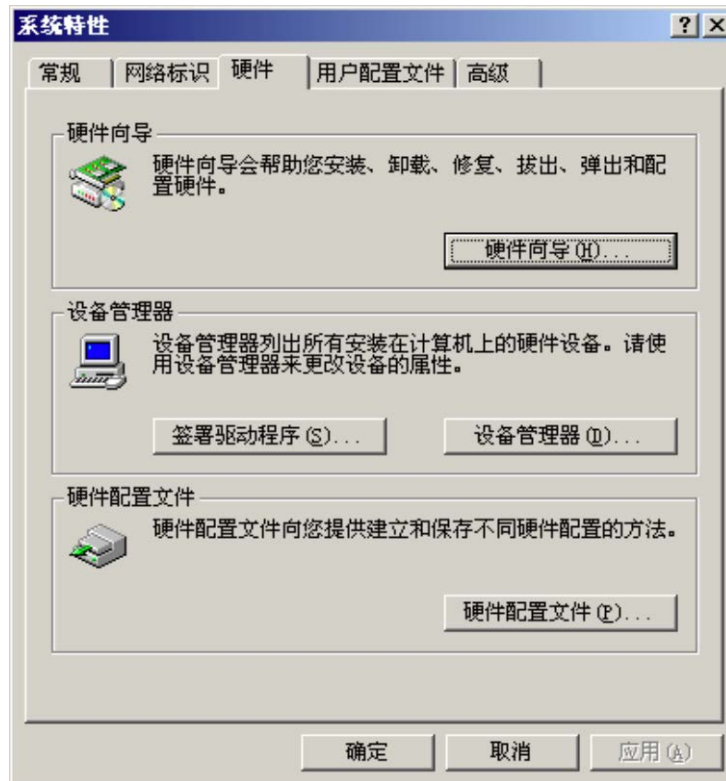 系统特性
常规 网络标识 硬件 用户配置文件 高级
硬件向导
硬件向导会帮助您安装、卸载、修复、拔出、弹出和配
置硬件。
硬件向导(H)...
设备管理器
设备管理器列出所有安装在计算机上的硬件设备。请使
用设备管理器来更改设备的属性。
签署驱动程序(S)... 设备管理器(D)...
硬件配置文件
硬件配置文件向您提供建立和保存不同硬件配置的方法。
硬件配置文件(P)...
确定 取消 应用(A)